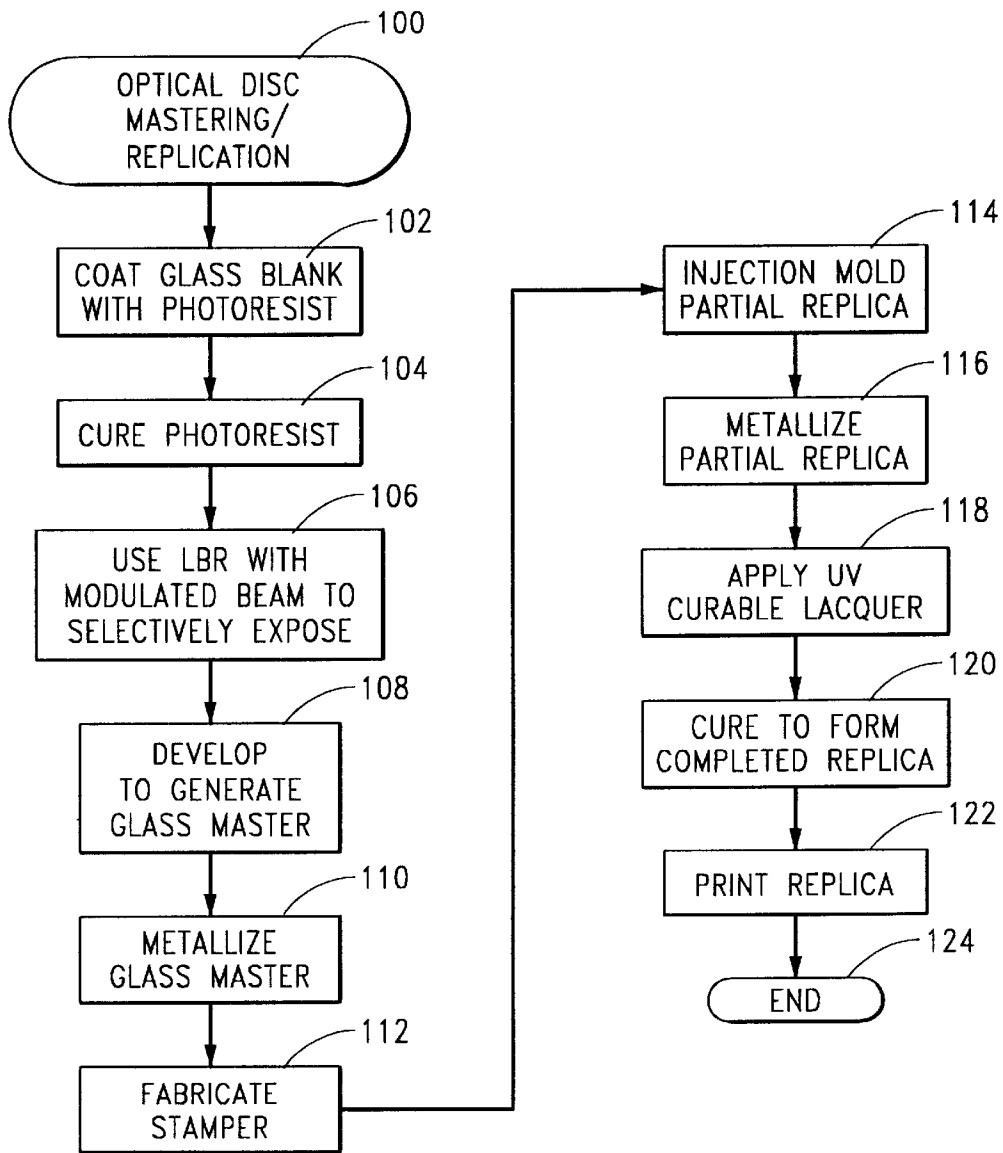 100
OPTICAL DISC
MASTERING/
REPLICATION
102
COAT GLASS BLANK
WITH PHOTORESIST
104
CURE PHOTORESIST
106
USE LBR WITH
MODULATED BEAM TO
SELECTIVELY EXPOSE
108
DEVELOP
TO GENERATE
GLASS MASTER
110
METALLIZE
GLASS MASTER
112
FABRICATE
STAMPER
114
INJECTION MOLD
PARTIAL REPLICA
116
METALLIZE
PARTIAL REPLICA
118
APPLY UV
CURABLE LACQUER
120
CURE TO FORM
COMPLETED REPLICA
122
PRINT REPLICA
124
END